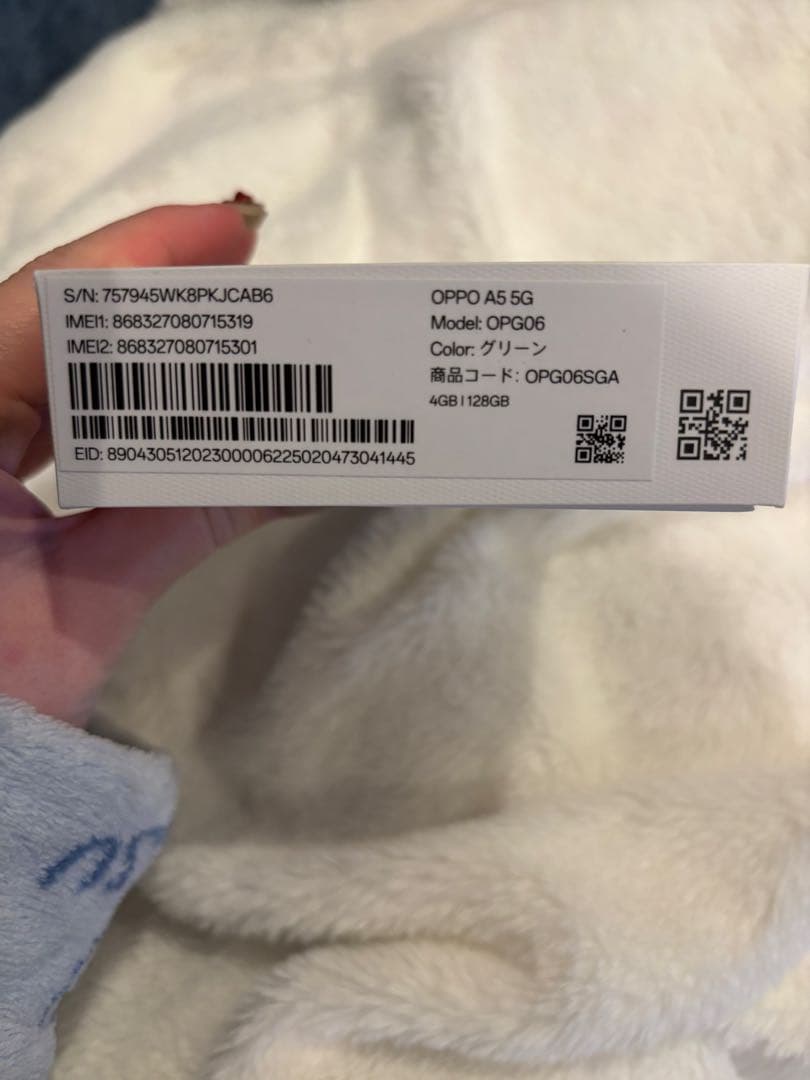 S/N: 757945WK8PKJCAB6
IMEI1: 868327080715319
IMEI2: 868327080715301
EID: 89043051202300006225020473041445
OPPO A5 5G
Model: OPG06
Color: グリーン
商品コード: OPG06SGA
4GB | 128GB